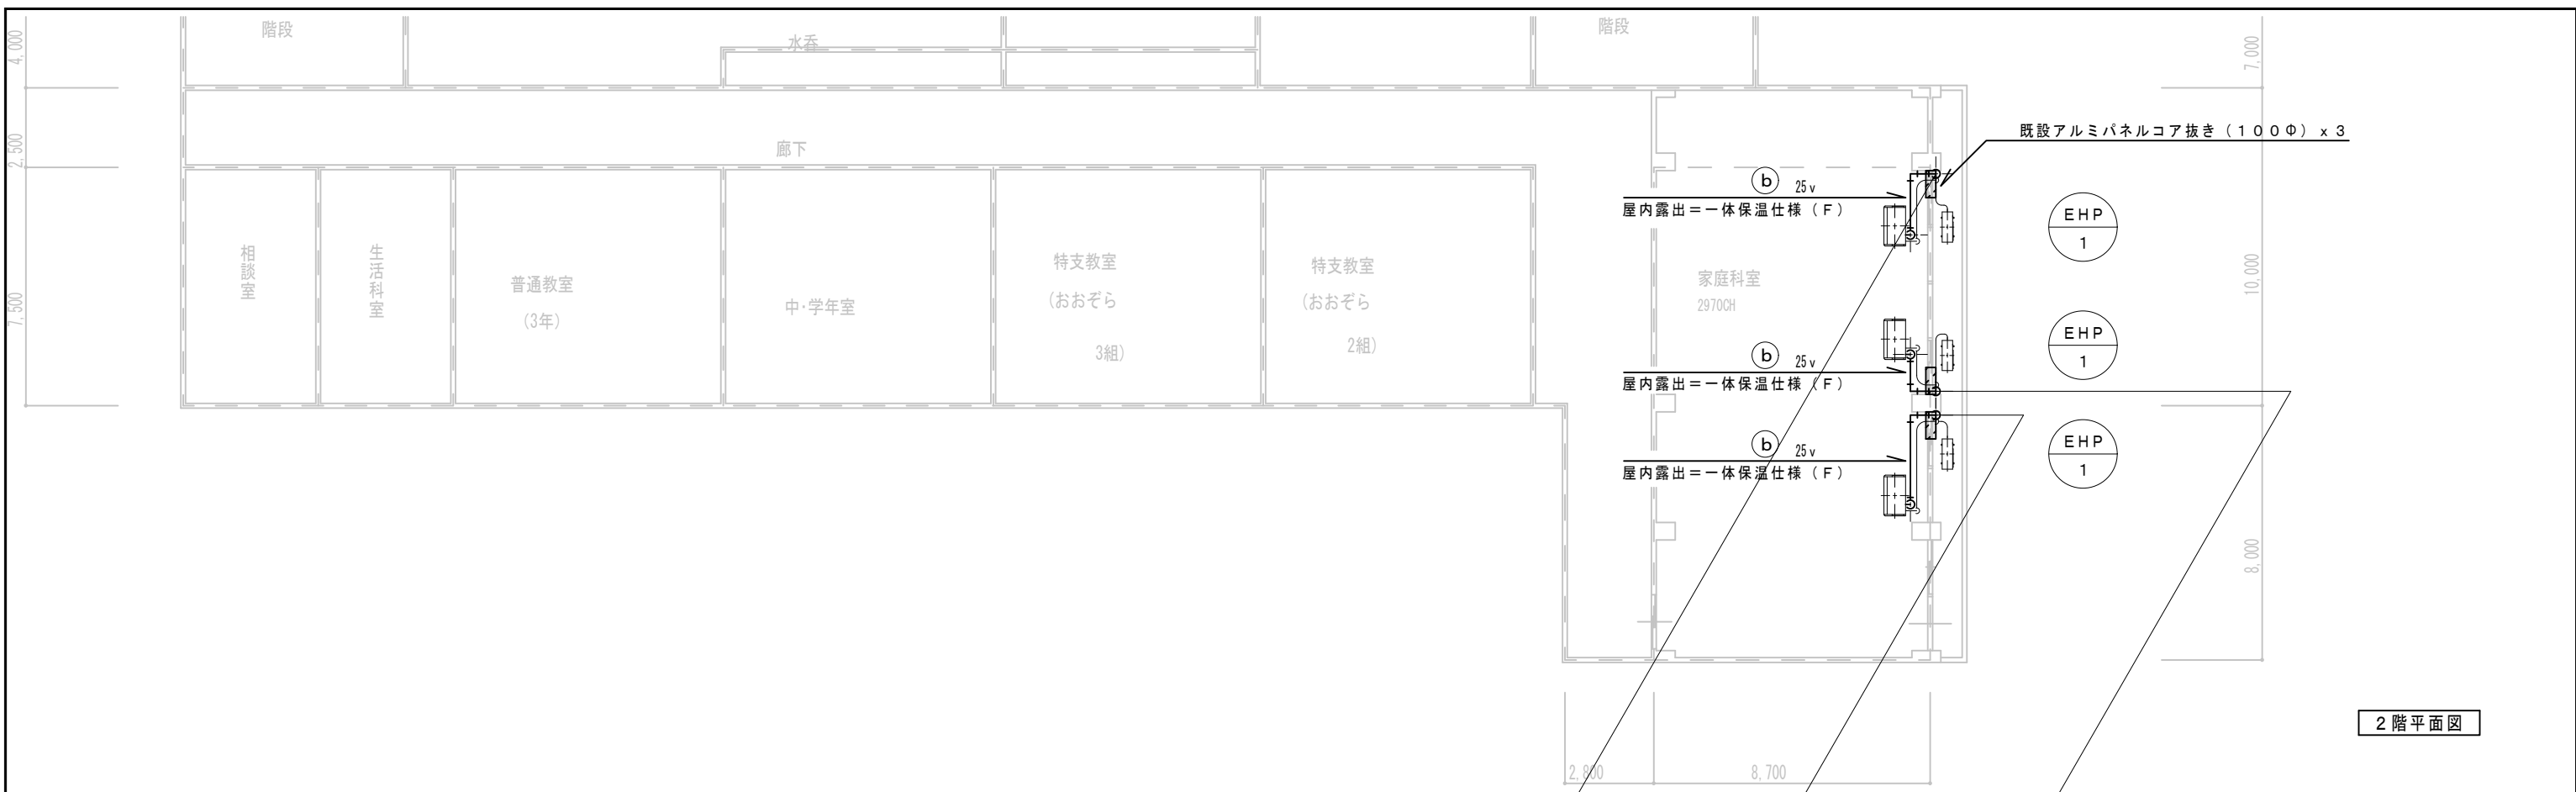 階段
水呑
階段
4,000
7,000
2,500
廊下
既設アルミパネルコア抜き（１００Φ）ｘ３
ｂ 25v
屋内露出＝一体保温仕様（Ｆ）
ＥＨＰ
１
相談室
生活科室
普通教室
(3年)
中・学年室
特支教室
(おおぞら
3組)
特支教室
(おおぞら
2組)
家庭科室
2970CH
7,500
10,000
ｂ 25v
屋内露出＝一体保温仕様（Ｆ）
ＥＨＰ
１
ｂ 25v
屋内露出＝一体保温仕様（Ｆ）
ＥＨＰ
１
8,000
２階平面図
2,800
8,700